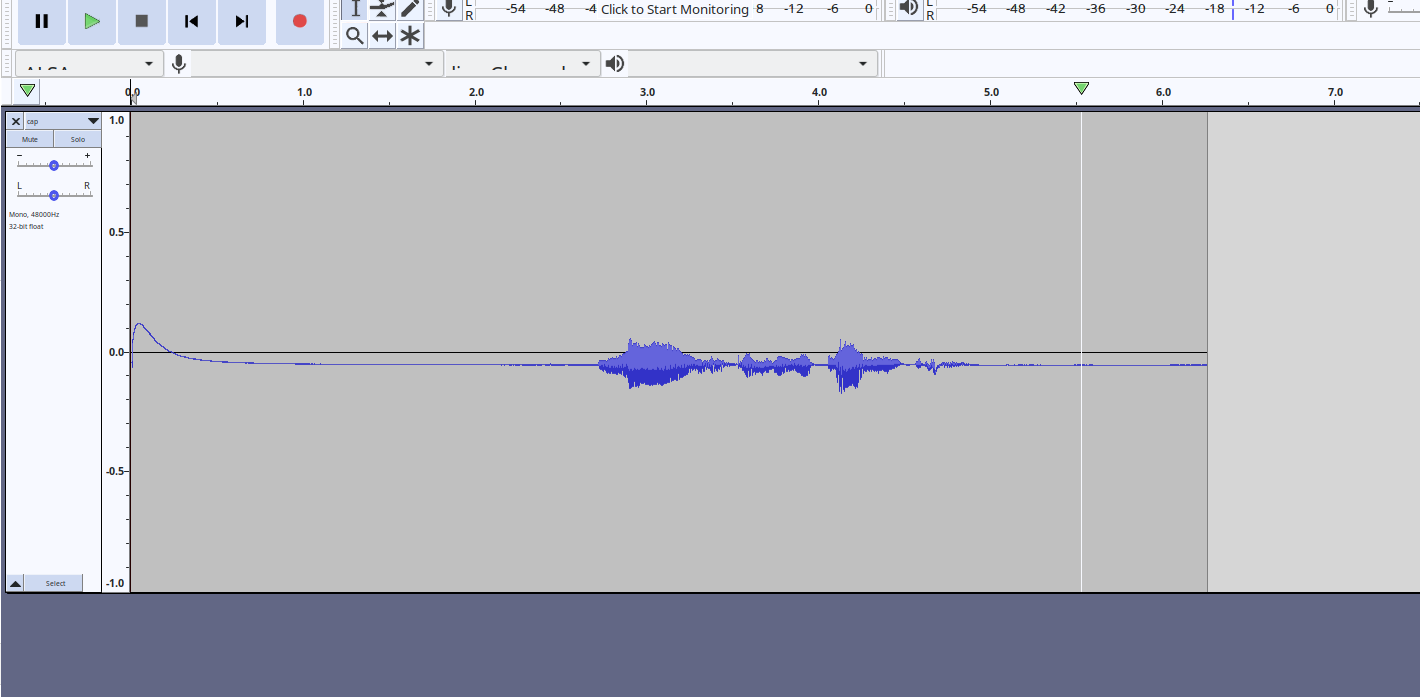 L
-54 -48 -4 Click to Start Monitoring 8 -12 -6 0
R
L
-54 -48 -42 -36 -30 -24 -18 -12 -6 0
R
0.0 1.0 2.0 3.0 4.0 5.0 6.0 7.0
cap
Mute Solo
- +
L R
Mono, 48000Hz
32-bit float
Select
1.0
0.5
0.0
-0.5
-1.0